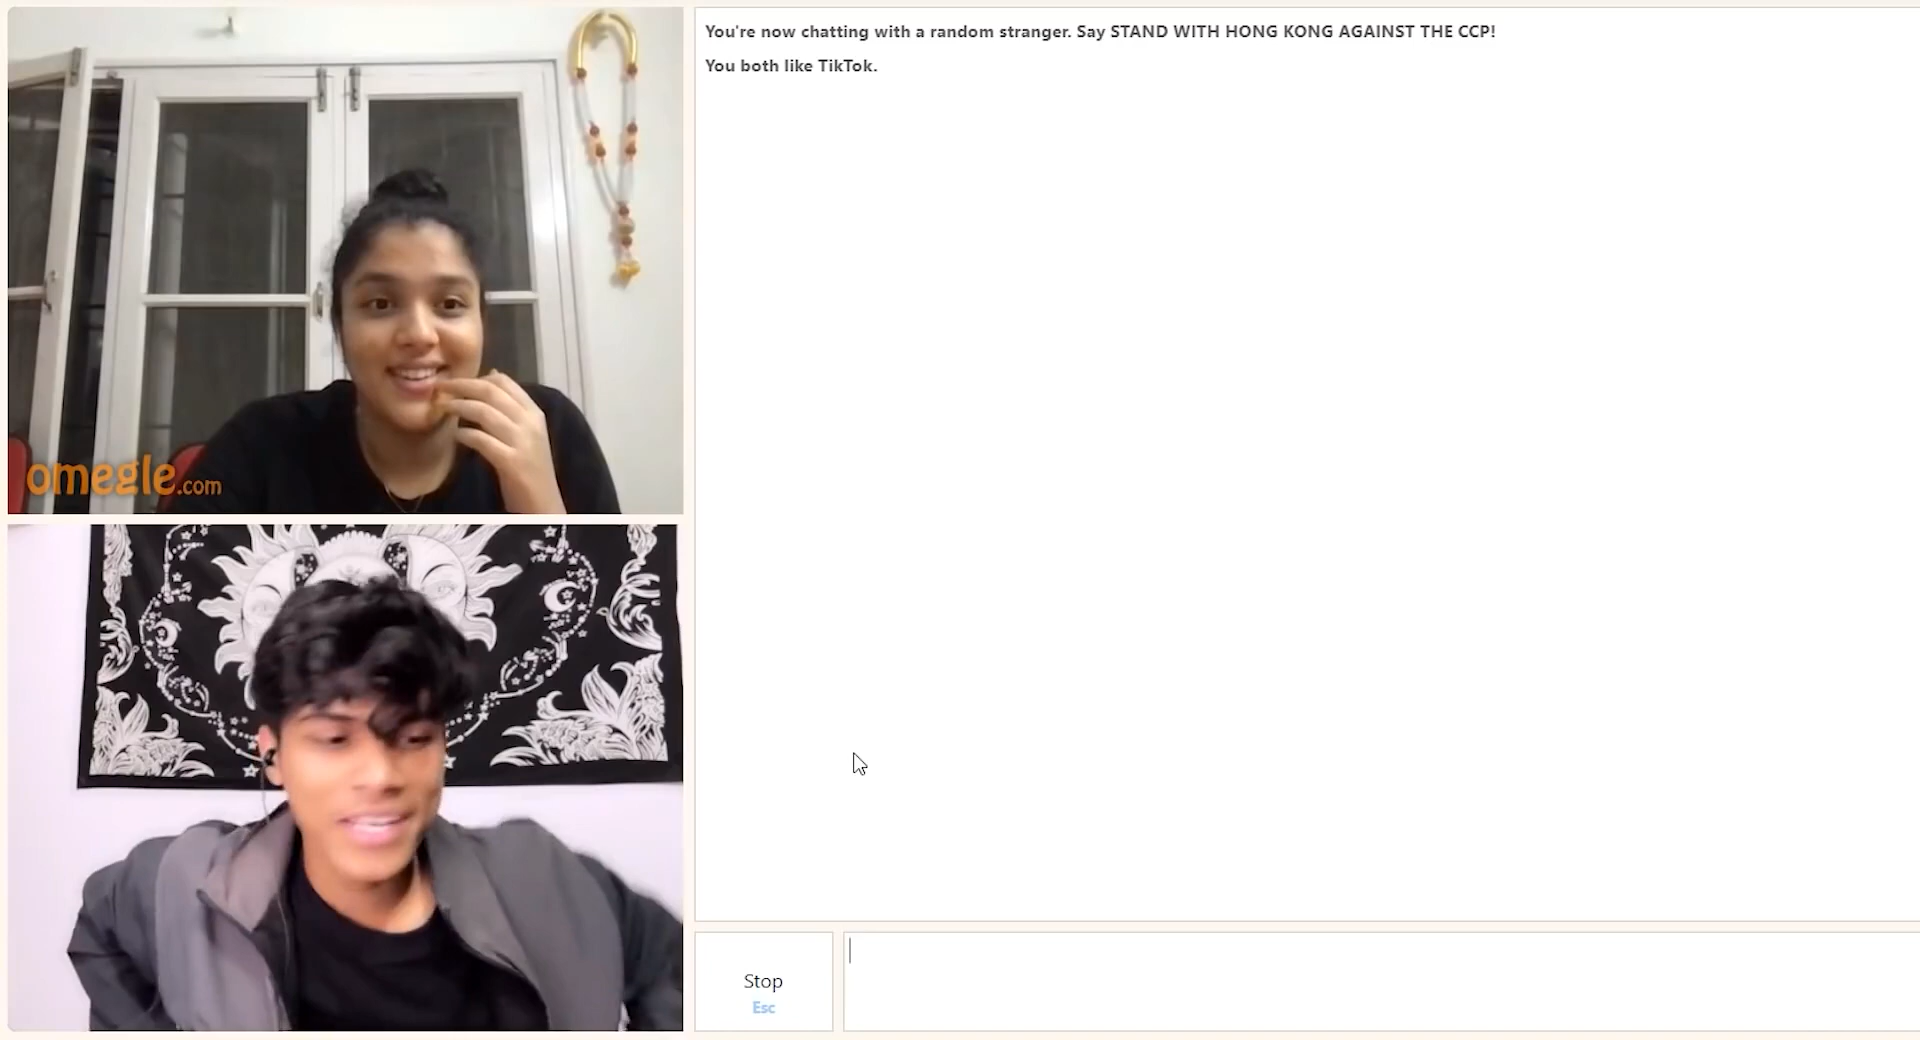 You're now chatting with a random stranger. Say STAND WITH HONG KONG AGAINST THE CCP!
You both like TikTok.
omegle.com
Stop
Esc